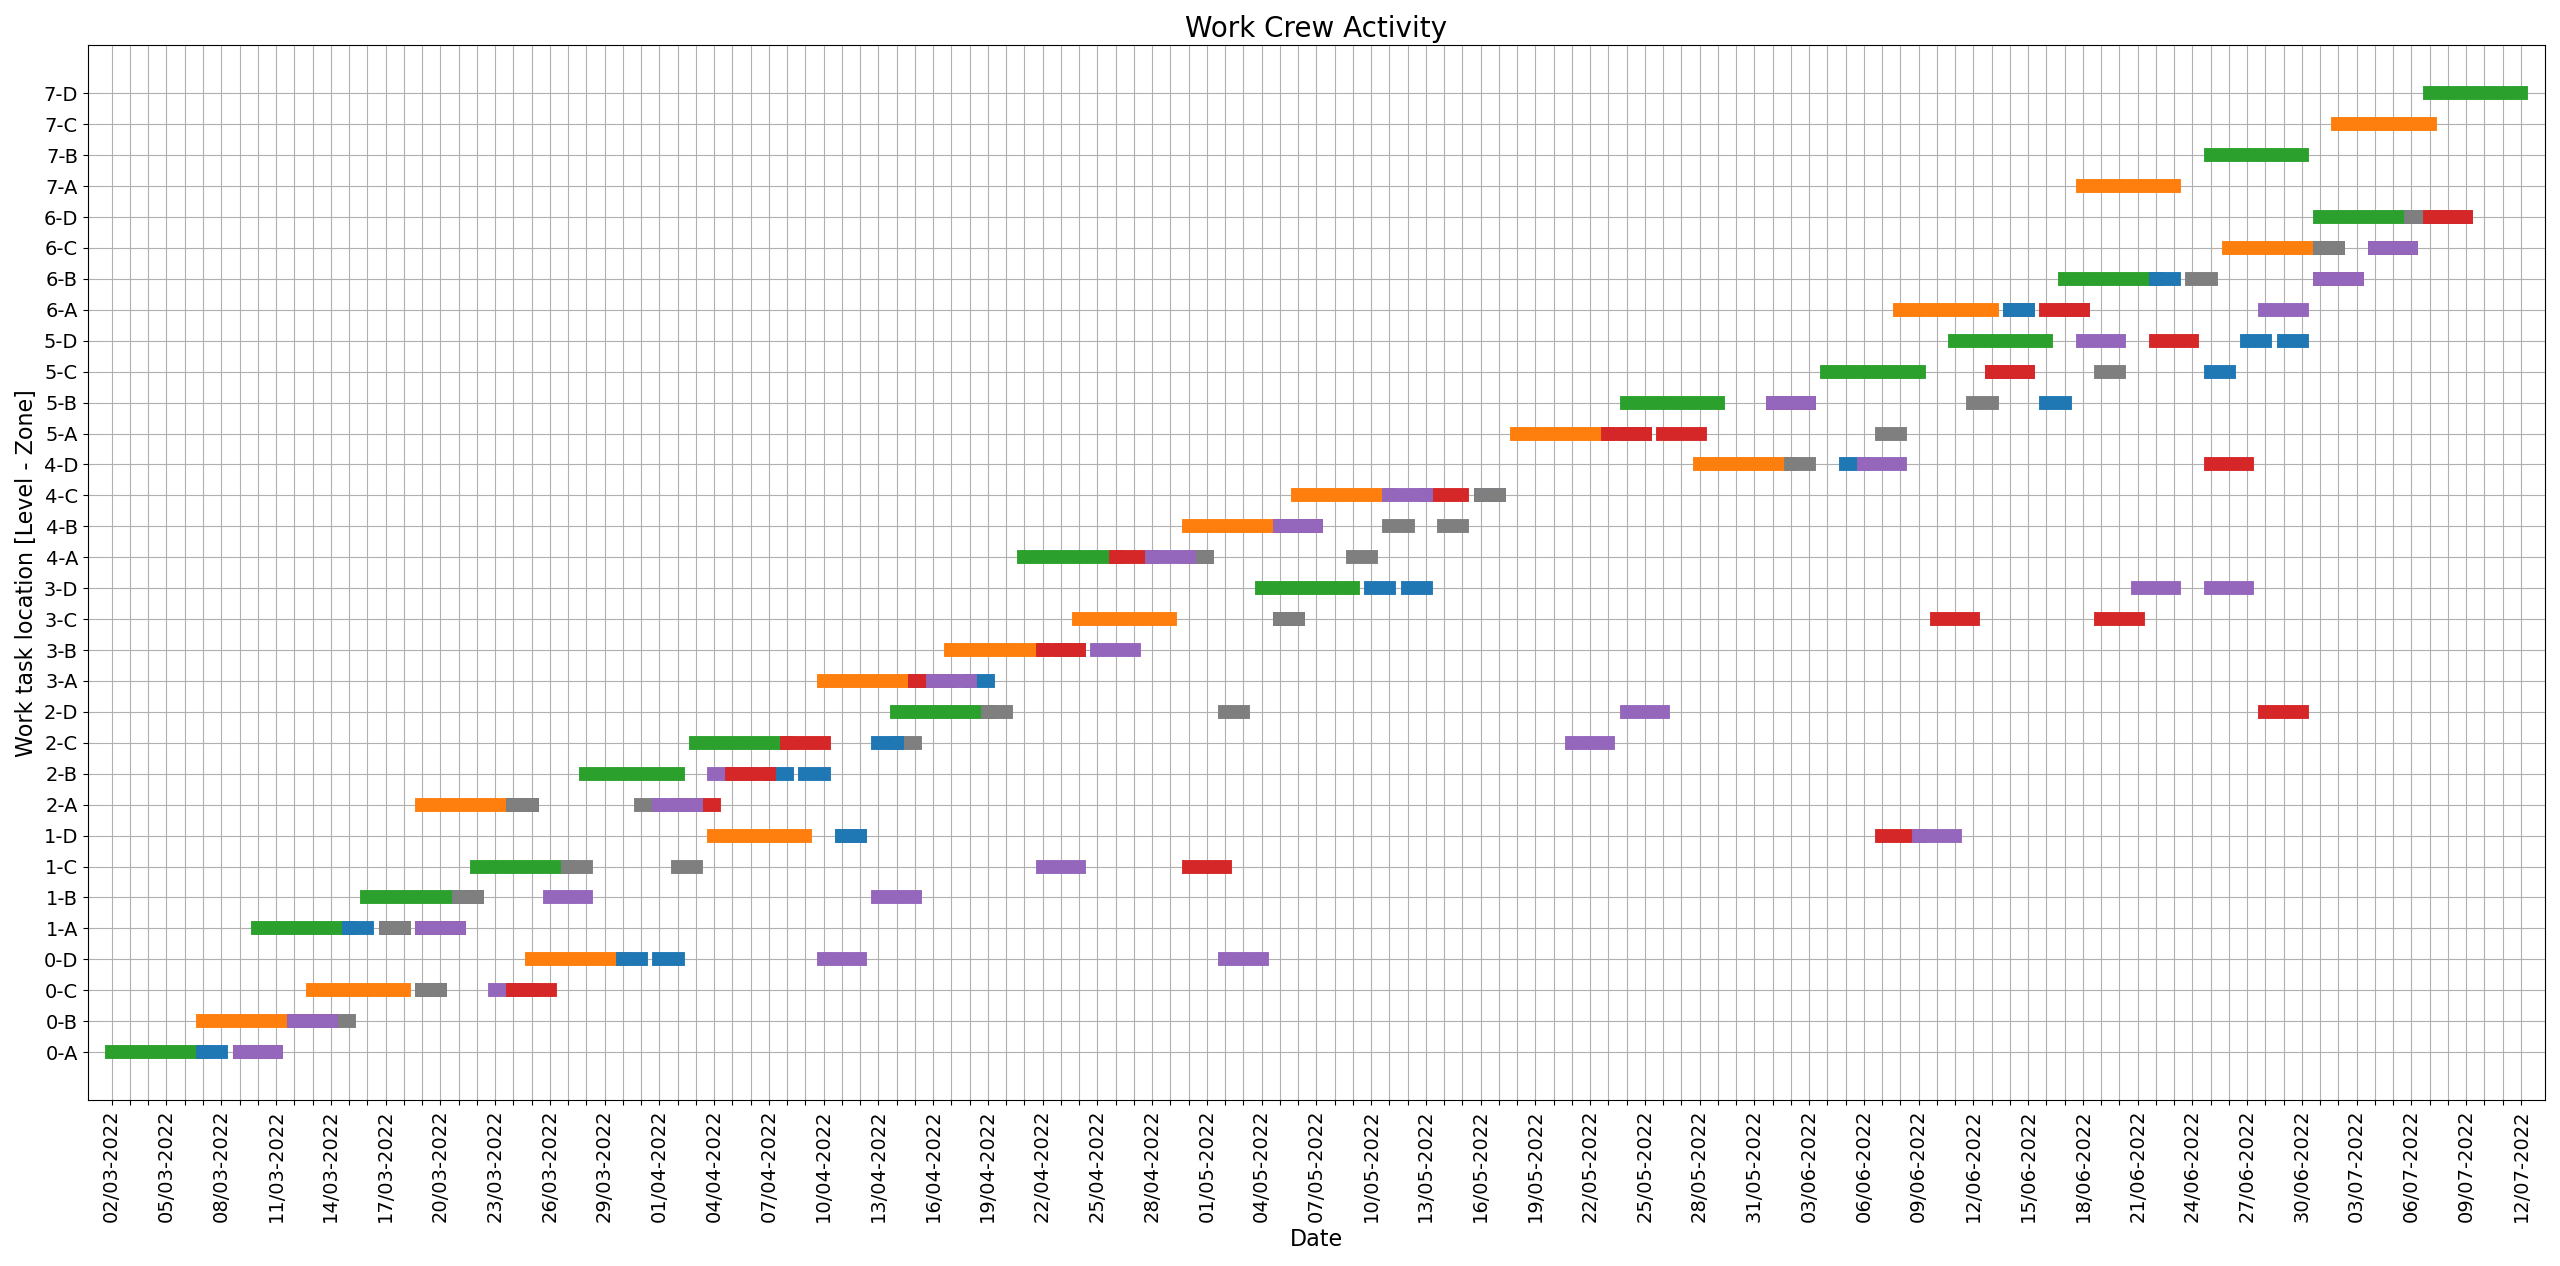 Work Crew Activity
Work task location [Level - Zone]
7-D
7-C
7-B
7-A
6-D
6-C
6-B
6-A
5-D
5-C
5-B
5-A
4-D
4-C
4-B
4-A
3-D
3-C
3-B
3-A
2-D
2-C
2-B
2-A
1-D
1-C
1-B
1-A
0-D
0-C
0-B
0-A
02/03-2022
05/03-2022
08/03-2022
11/03-2022
14/03-2022
17/03-2022
20/03-2022
23/03-2022
26/03-2022
29/03-2022
01/04-2022
04/04-2022
07/04-2022
10/04-2022
13/04-2022
16/04-2022
19/04-2022
22/04-2022
25/04-2022
28/04-2022
01/05-2022
04/05-2022
07/05-2022
10/05-2022
13/05-2022
16/05-2022
19/05-2022
22/05-2022
25/05-2022
28/05-2022
31/05-2022
03/06-2022
06/06-2022
09/06-2022
12/06-2022
15/06-2022
18/06-2022
21/06-2022
24/06-2022
27/06-2022
30/06-2022
03/07-2022
06/07-2022
09/07-2022
12/07-2022
Date